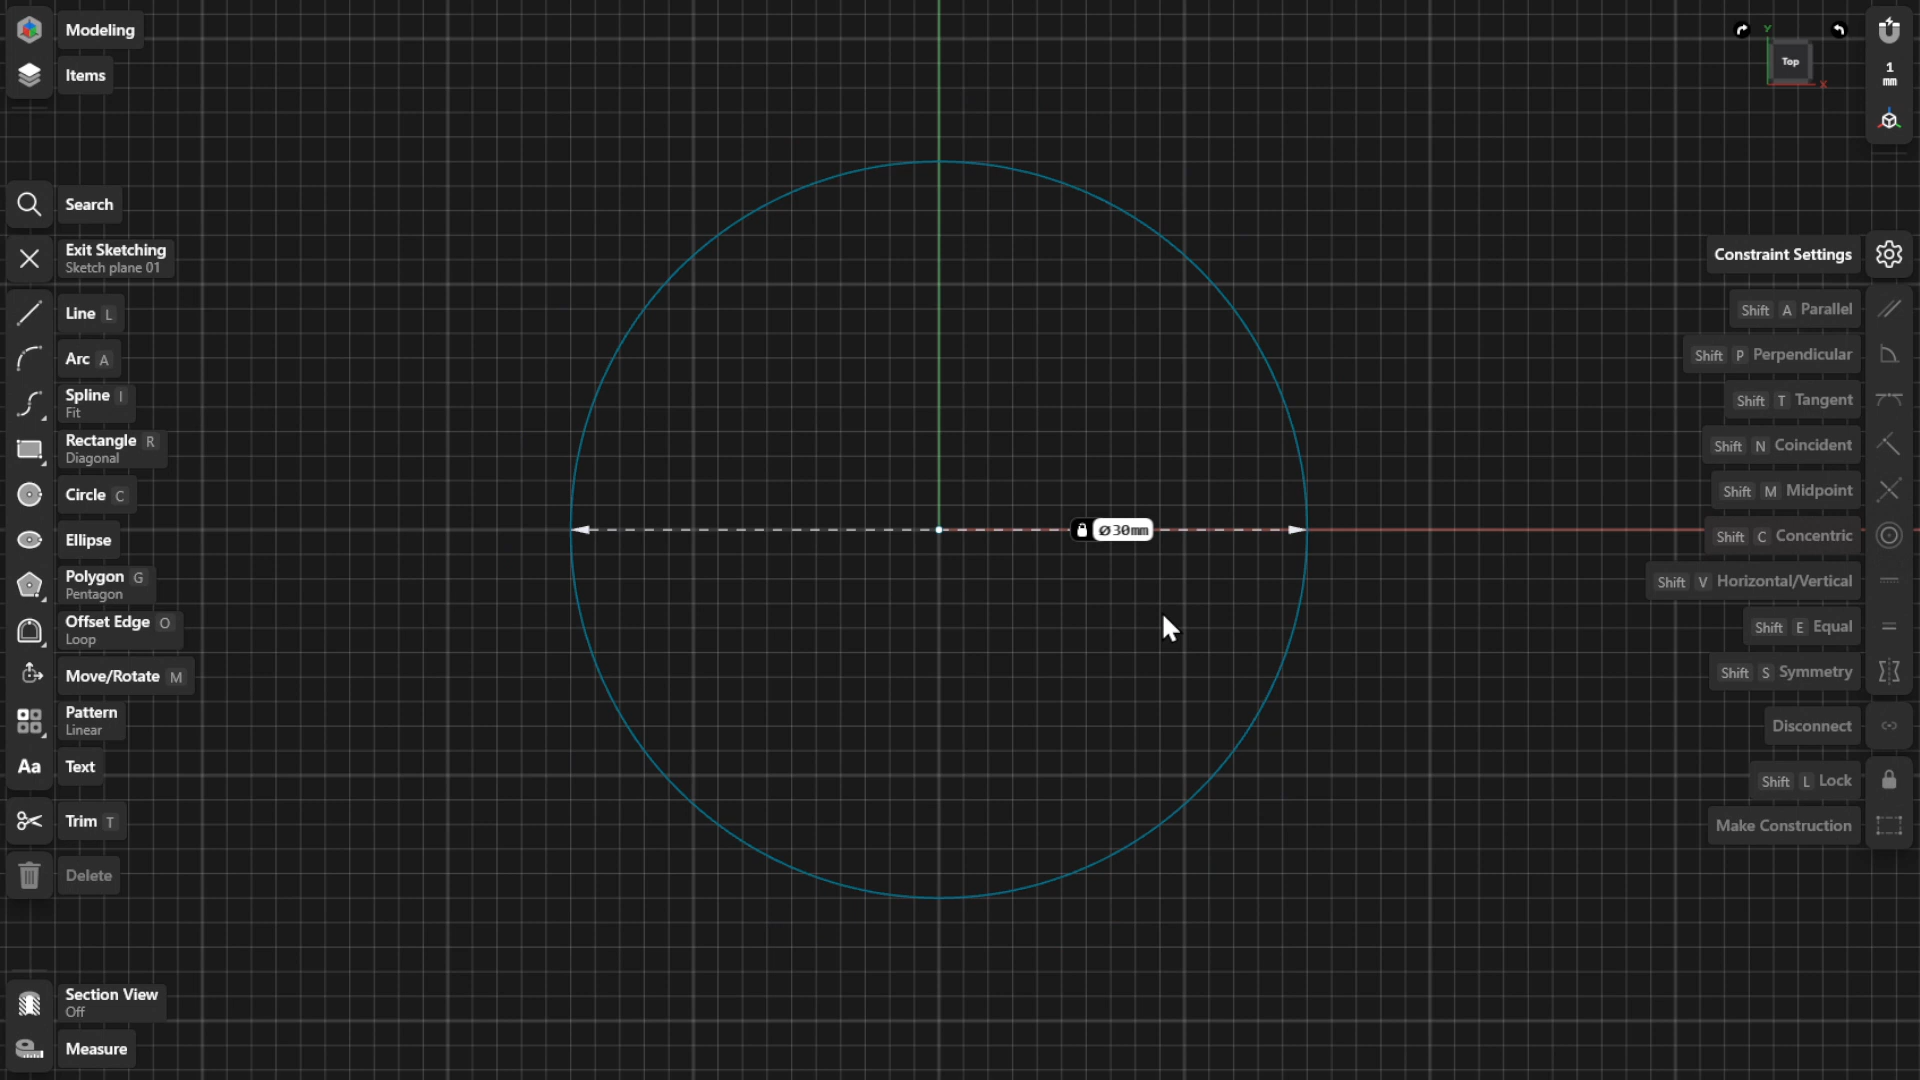 Modeling
Items
Search
Exit Sketching
Sketch plane 01
Line L
Arc A
Spline I
Fit
Rectangle R
Diagonal
Circle C
Ellipse
Polygon G
Pentagon
Offset Edge O
Loop
Move/Rotate M
Pattern
Linear
Aa Text
Trim T
Delete
Section View
Off
Measure
⌀30mm
Y
Top
X
1
mm
Constraint Settings
Shift A Parallel
Shift P Perpendicular
Shift T Tangent
Shift N Coincident
Shift M Midpoint
Shift C Concentric
Shift V Horizontal/Vertical
Shift E Equal
Shift S Symmetry
Disconnect
Shift L Lock
Make Construction